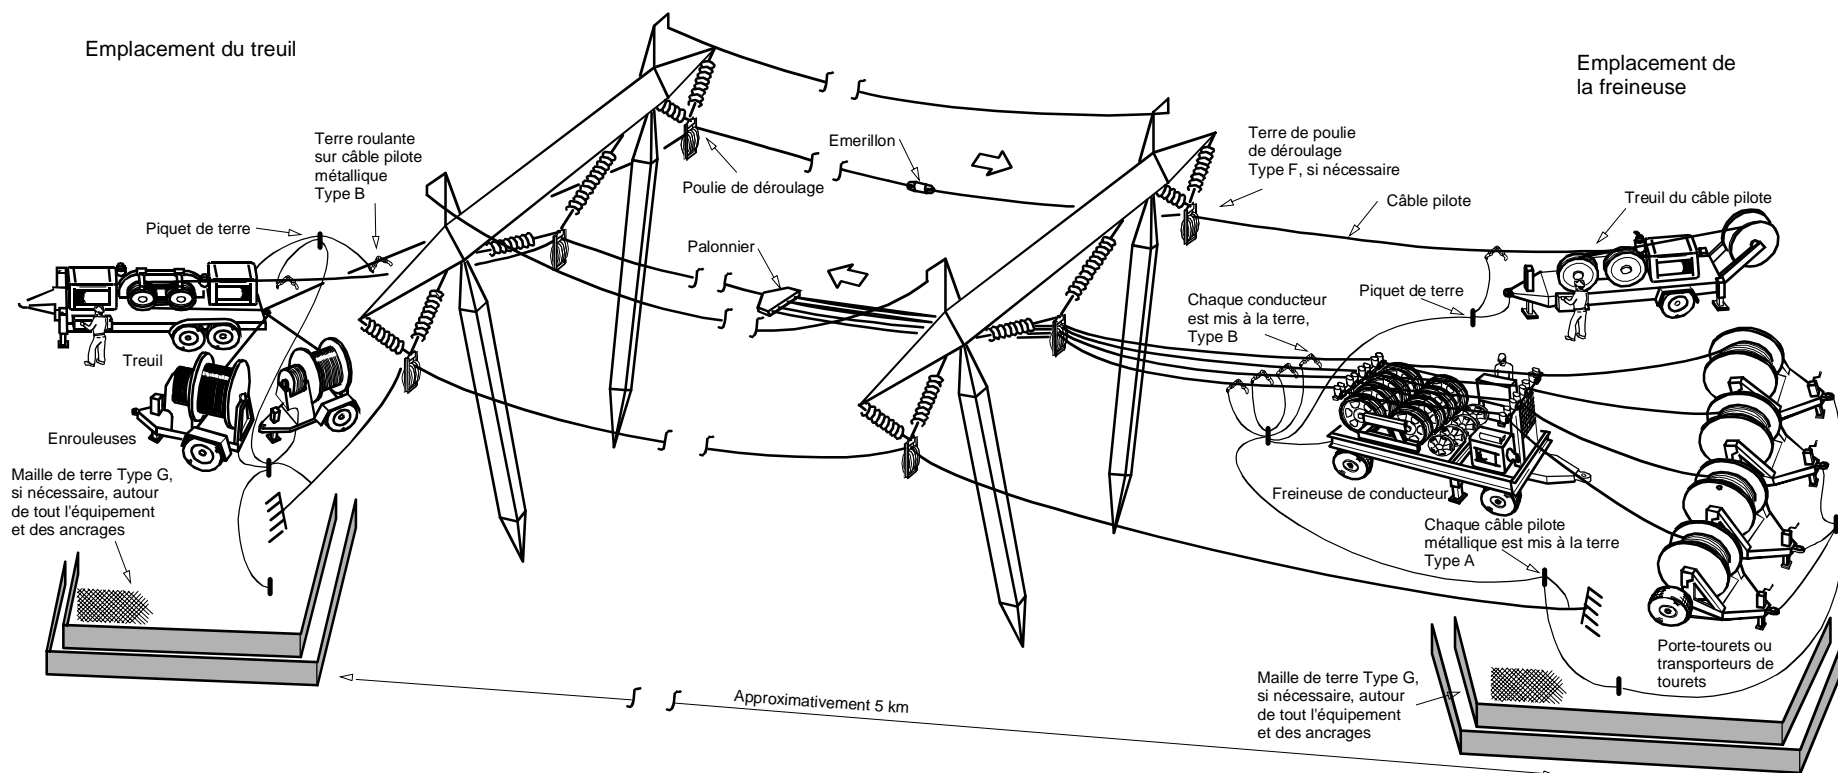 Emplacement du treuil
Emplacement de
la freineuse
Terre roulante
sur câble pilote
métallique
Type B
Emerillon
Terre de poulie
de déroulage
Type F, si nécessaire
Poulie de déroulage
Câble pilote
Treuil du câble pilote
Piquet de terre
Palonnier
Chaque conducteur
est mis à la terre,
Type B
Piquet de terre
Treuil
Enrouleuses
Maille de terre Type G,
si nécessaire, autour
de tout l'équipement
et des ancrages
Freineuse de conducteur
Chaque câble pilote
métallique est mis à la terre
Type A
Porte-tourets ou
transporteurs de
tourets
Maille de terre Type G,
si nécessaire, autour
de tout l'équipement
et des ancrages
Approximativement 5 km